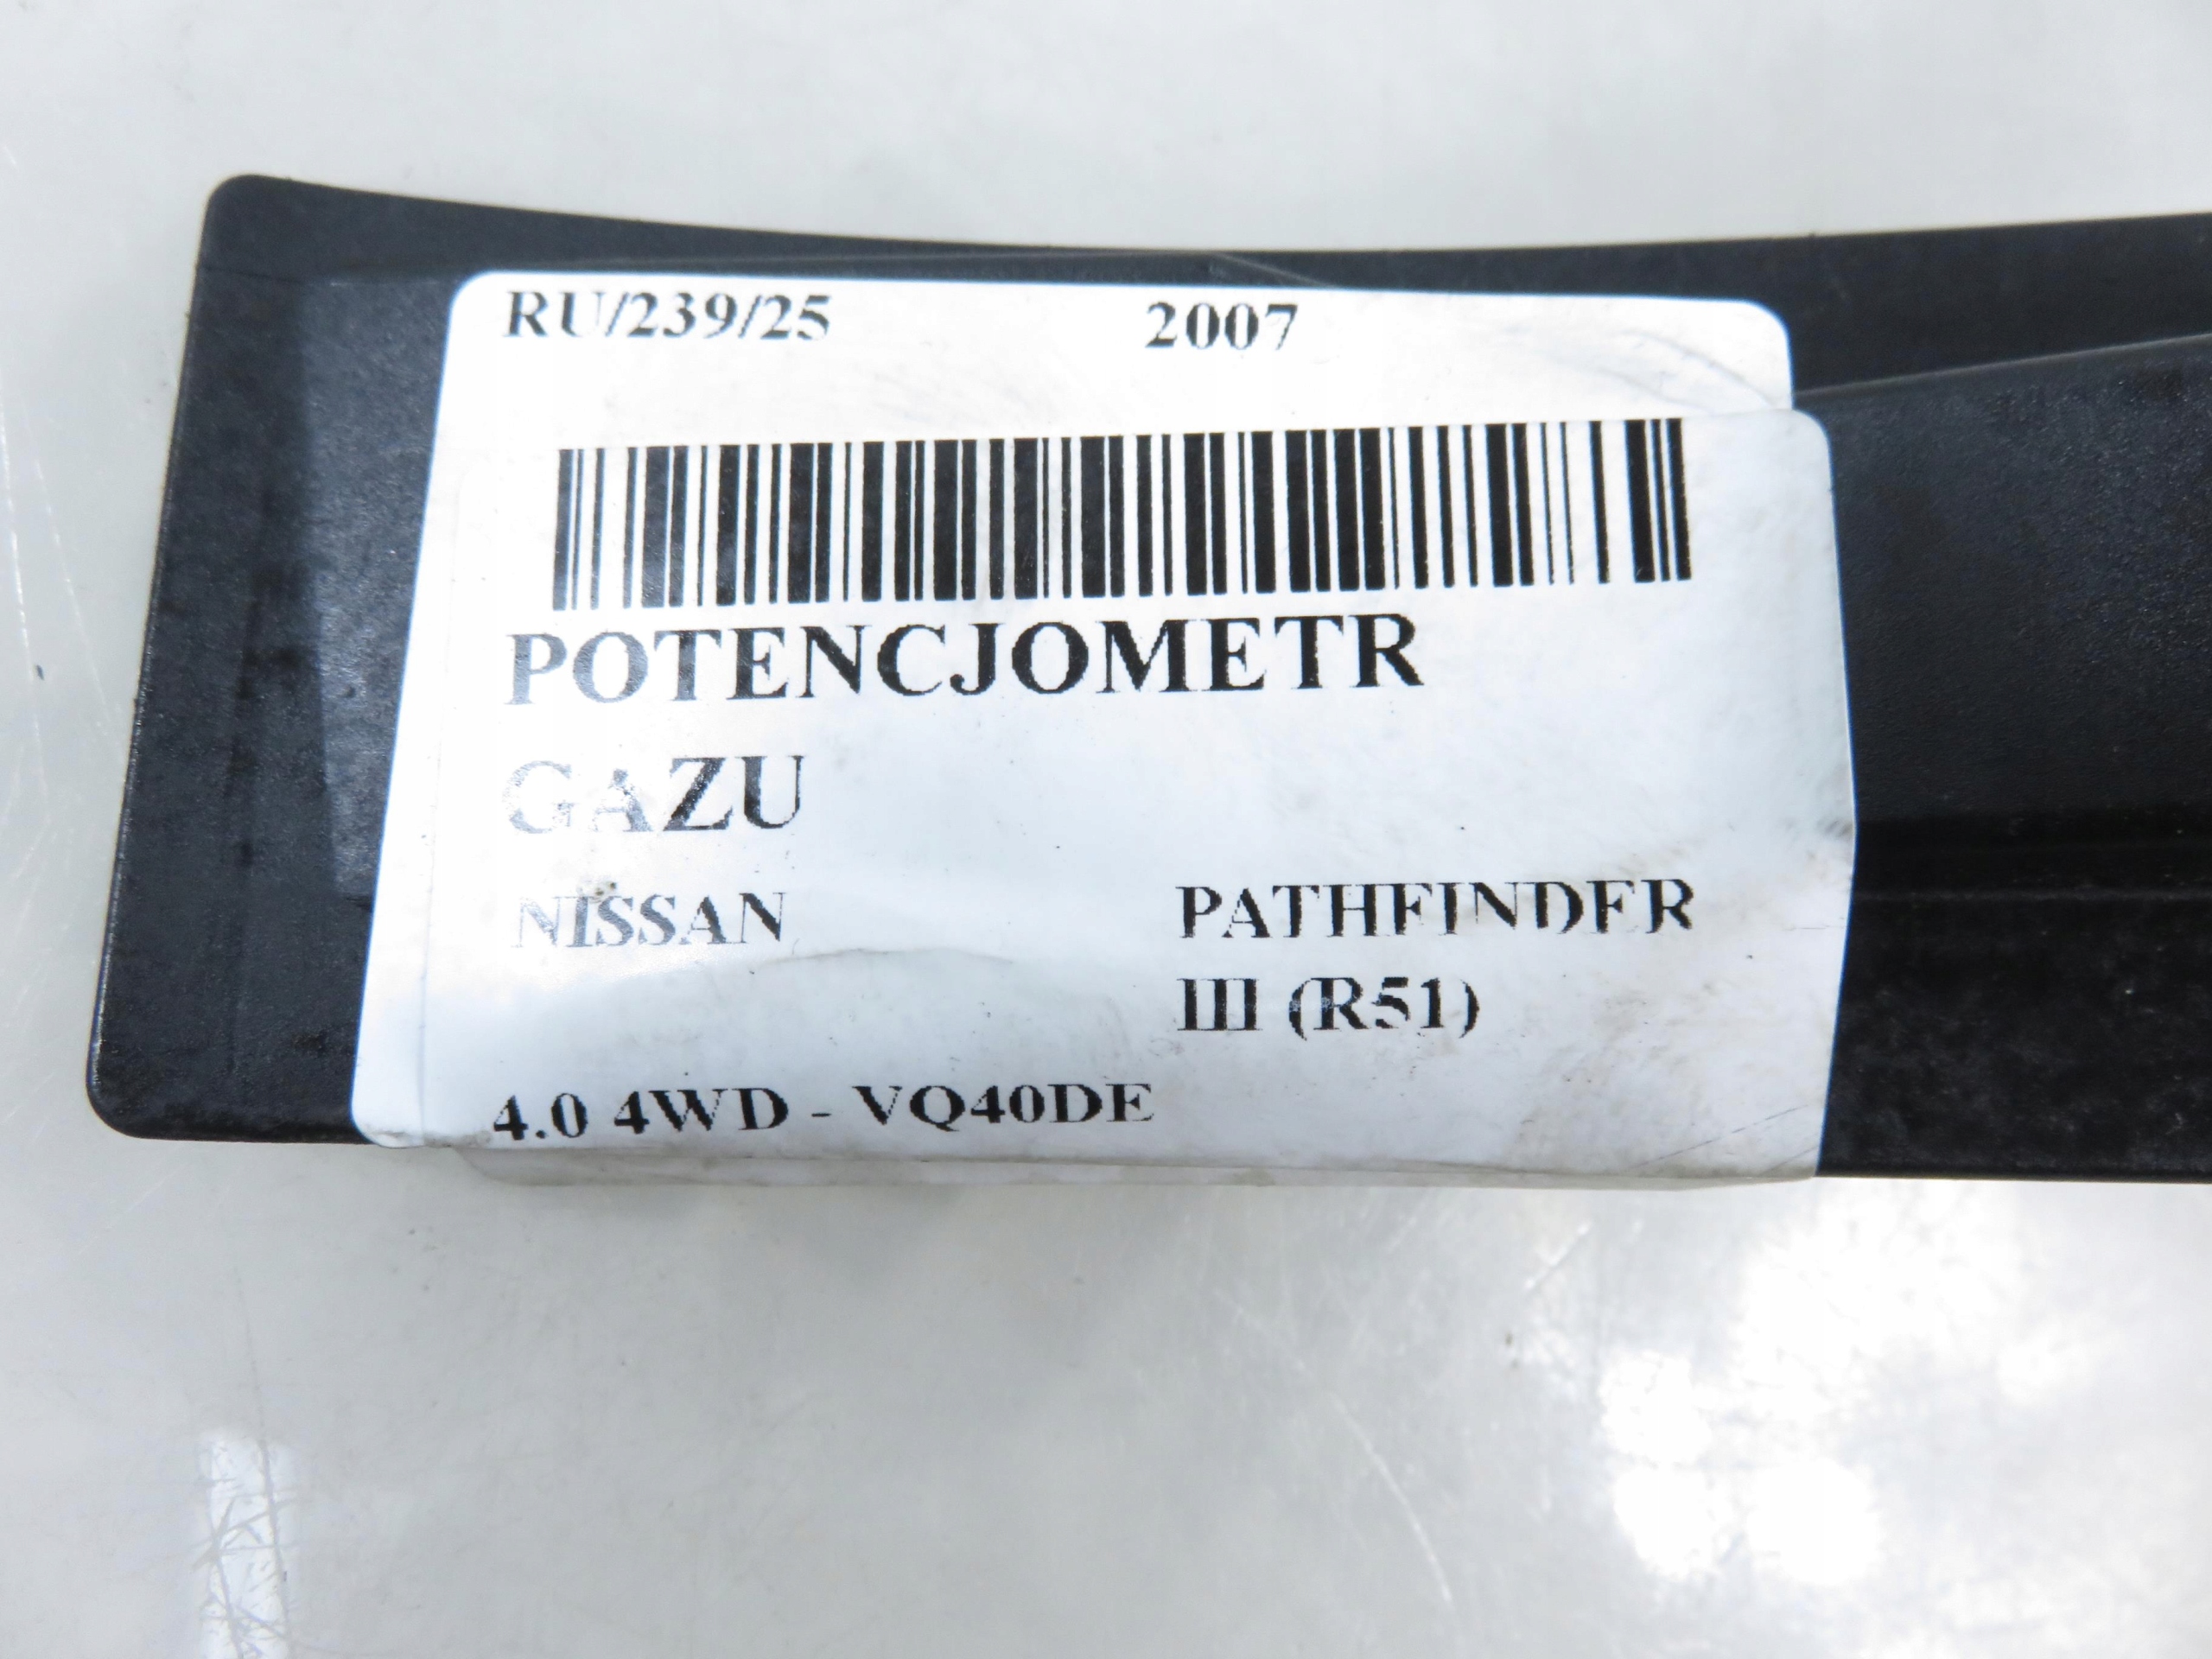 RU/239/25 2007
POTENCJOMETR
GAZU
NISSAN PATHFINDER
III (R51)
4.0 4WD - VQ40DE